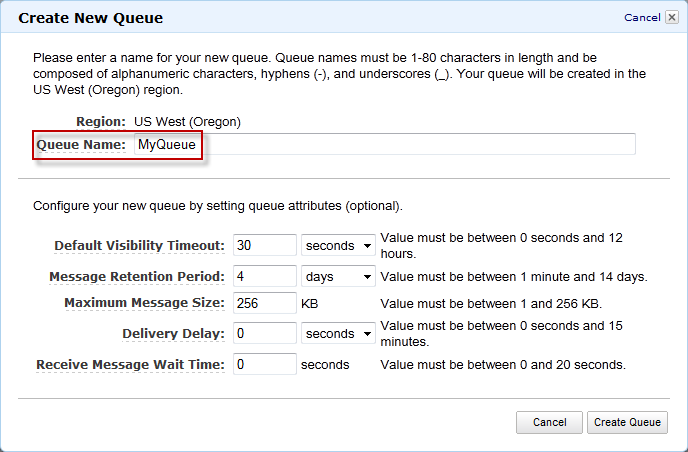 Create New Queue
Cancel
Please enter a name for your new queue. Queue names must be 1-80 characters in length and be
composed of alphanumeric characters, hyphens (-), and underscores (_). Your queue will be created in the
US West (Oregon) region.
Region: US West (Oregon)
Queue Name: MyQueue
Configure your new queue by setting queue attributes (optional).
Default Visibility Timeout: 30 seconds Value must be between 0 seconds and 12
hours.
Message Retention Period: 4 days Value must be between 1 minute and 14 days.
Maximum Message Size: 256 KB Value must be between 1 and 256 KB.
Delivery Delay: 0 seconds Value must be between 0 seconds and 15
minutes.
Receive Message Wait Time: 0 seconds Value must be between 0 and 20 seconds.
Cancel Create Queue